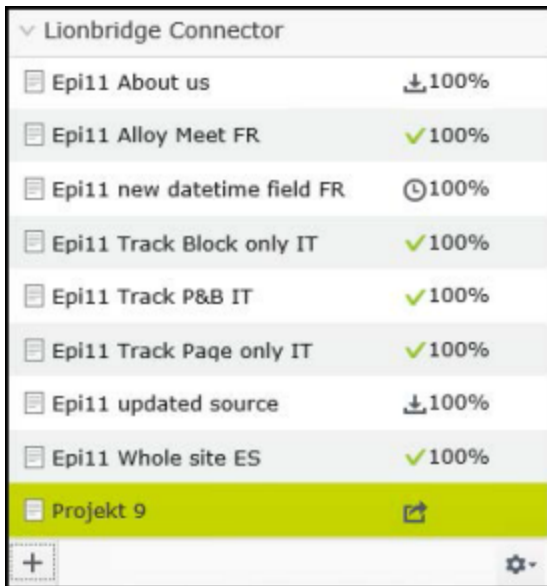 Lionbridge Connector
Epi11 About us 100%
Epi11 Alloy Meet FR 100%
Epi11 new datetime field FR 100%
Epi11 Track Block only IT 100%
Epi11 Track P&B IT 100%
Epi11 Track Page only IT 100%
Epi11 updated source 100%
Epi11 Whole site ES 100%
Projekt 9